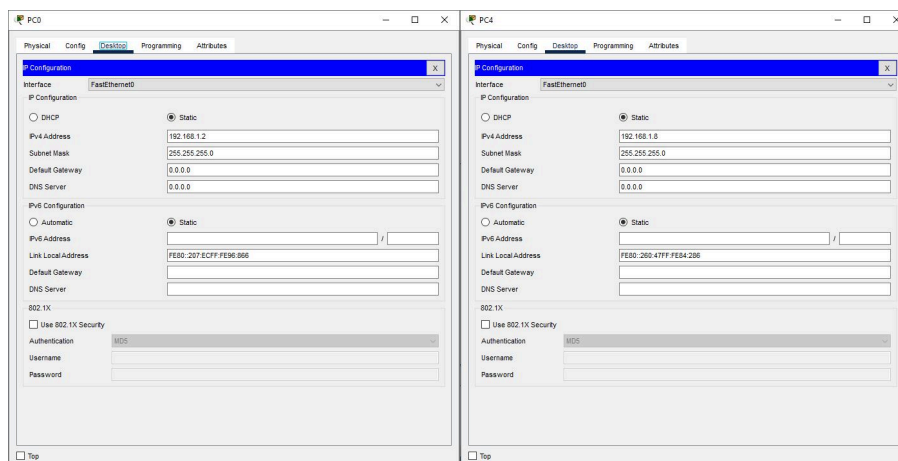 PC0
Physical Config Desktop Programming Attributes
IP Configuration X
Interface FastEthernet0
IP Configuration
DHCP Static
IPv4 Address 192.168.1.2
Subnet Mask 255.255.255.0
Default Gateway 0.0.0.0
DNS Server 0.0.0.0
IPv6 Configuration
Automatic Static
IPv6 Address /
Link Local Address FE80::207:ECFF:FE96:866
Default Gateway
DNS Server
802.1X
Use 802.1X Security
Authentication MD5
Username
Password
Top
PC4
Physical Config Desktop Programming Attributes
IP Configuration X
Interface FastEthernet0
IP Configuration
DHCP Static
IPv4 Address 192.168.1.8
Subnet Mask 255.255.255.0
Default Gateway 0.0.0.0
DNS Server 0.0.0.0
IPv6 Configuration
Automatic Static
IPv6 Address /
Link Local Address FE80::260:47FF:FE84:286
Default Gateway
DNS Server
802.1X
Use 802.1X Security
Authentication MD5
Username
Password
Top